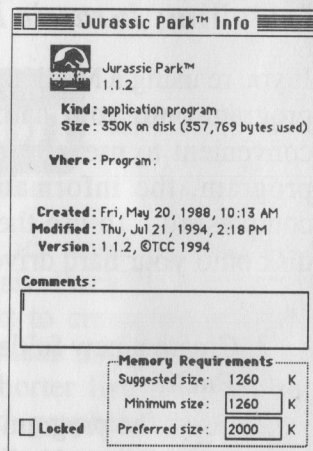 Jurassic Park™ Info
Jurassic Park™
1.1.2
Kind: application program
Size: 350K on disk (357,769 bytes used)
Where: Program:
Created: Fri, May 20, 1988, 10:13 AM
Modified: Thu, Jul 21, 1994, 2:18 PM
Version: 1.1.2, ©TCC 1994
Comments:
Memory Requirements
Suggested size: 1260 K
Minimum size: 1260 K
Preferred size: 2000 K
Locked